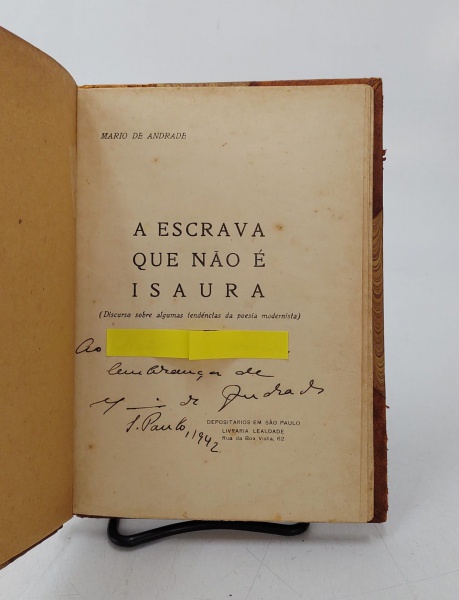 MARIO DE ANDRADE
A ESCRAVA
QUE NÃO É
ISAURA
(Discurso sobre algumas tendências da poesia modernista)
Ao
lembrança de
Mario de Andrade
S. Paulo, 1942
DEPOSITARIOS EM SÃO PAULO
LIVRARIA LEALDADE
Rua da Boa Vista, 62